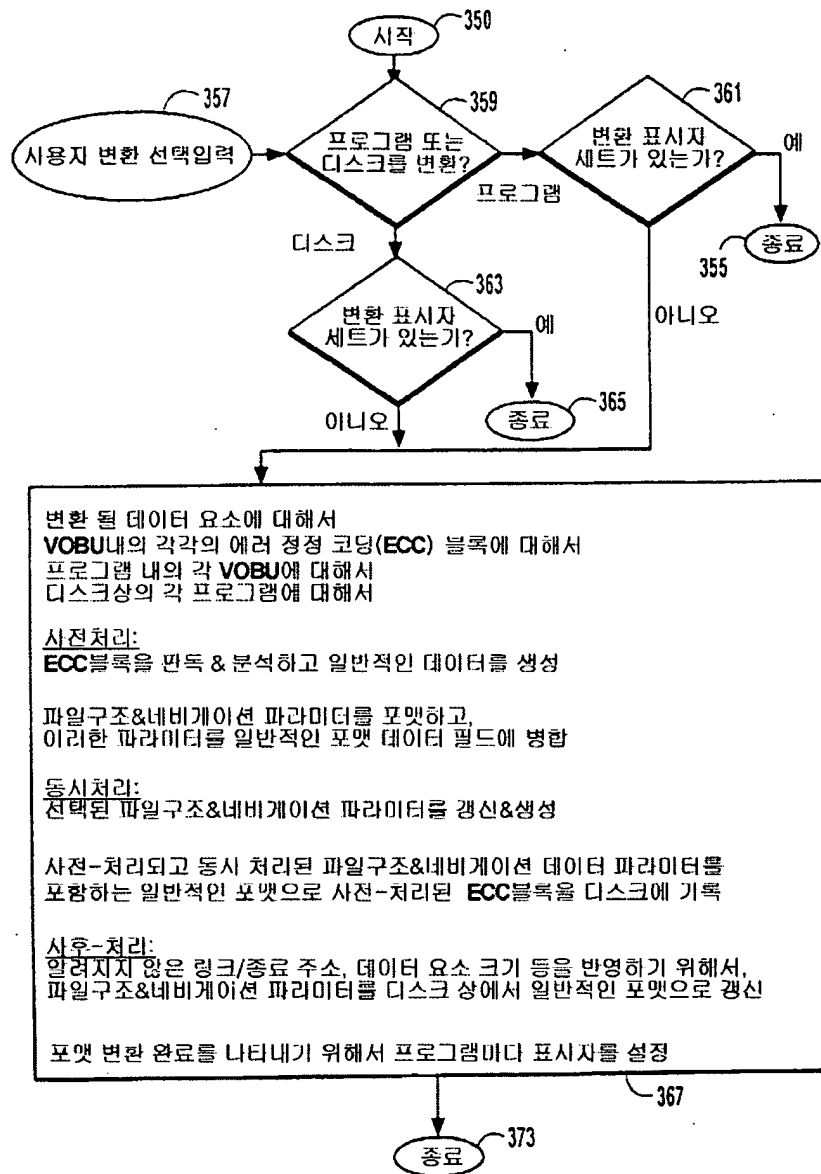 시작
350
357
사용자 변환 선택입력
359
프로그램 또는
디스크를 변환?
프로그램
361
변환 표시자
세트가 있는가?
예
종료
355
디스크
363
변환 표시자
세트가 있는가?
예
종료
365
아니오
아니오
변환 될 데이터 요소에 대해서
VOBU내의 각각의 에러 정정 코딩(ECC) 블록에 대해서
프로그램 내의 각 VOBU에 대해서
디스크상의 각 프로그램에 대해서
사전처리:
ECC블록을 판독 & 분석하고 일반적인 데이터를 생성
파일구조&네비게이션 파라미터를 포맷하고,
이러한 파라미터를 일반적인 포맷 데이터 필드에 병합
동시처리:
선택된 파일구조&네비게이션 파라미터를 갱신&생성
사전-처리되고 동시 처리된 파일구조&네비게이션 데이터 파라미터를
포함하는 일반적인 포맷으로 사전-처리된 ECC블록을 디스크에 기록
사후-처리:
알려지지 않은 링크/종료 주소, 데이터 요소 크기 등을 반영하기 위해서,
파일구조&네비게이션 파라미터를 디스크 상에서 일반적인 포맷으로 갱신
포맷 변환 완료를 나타내기 위해서 프로그램마다 표시자를 설정
367
종료
373